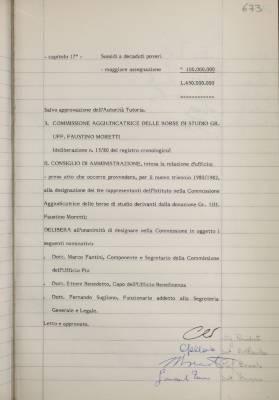 673
- capitolo 17° - Sussidi a decaduti poveri
- maggiore assegnazione " 100.000.000
L.450.000.000
============
Salvo approvazione dell'Autorità Tutoria.
3. COMMISSIONE AGGIUDICATRICE DELLE BORSE DI STUDIO GR.
UFF. FAUSTINO MORETTI
(deliberazione n. 13/80 del registro cronologico)
IL CONSIGLIO DI AMMINISTRAZIONE, intesa la relazione d'ufficio;
- preso atto che occorre provvedere, per il nuovo triennio 1980/1982,
alla designazione dei tre rappresentanti dell'Istituto nella Commissione
Aggiudicatrice delle borse di studio derivanti dalla donazione Gr. Uff.
Faustino Moretti;
DELIBERA all'unanimità di designare nella Commissione in oggetto i
seguenti nominativi:
. Dott. Marco Fantini, Componente e Segretario della Commissione
dell'Ufficio Pio
. Dott. Ettore Benedetto, Capo dell'Ufficio Beneficenza
. Dott. Fernando Sugliano, Funzionario addetto alla Segreteria
Generale e Legale.
Letto e approvato.